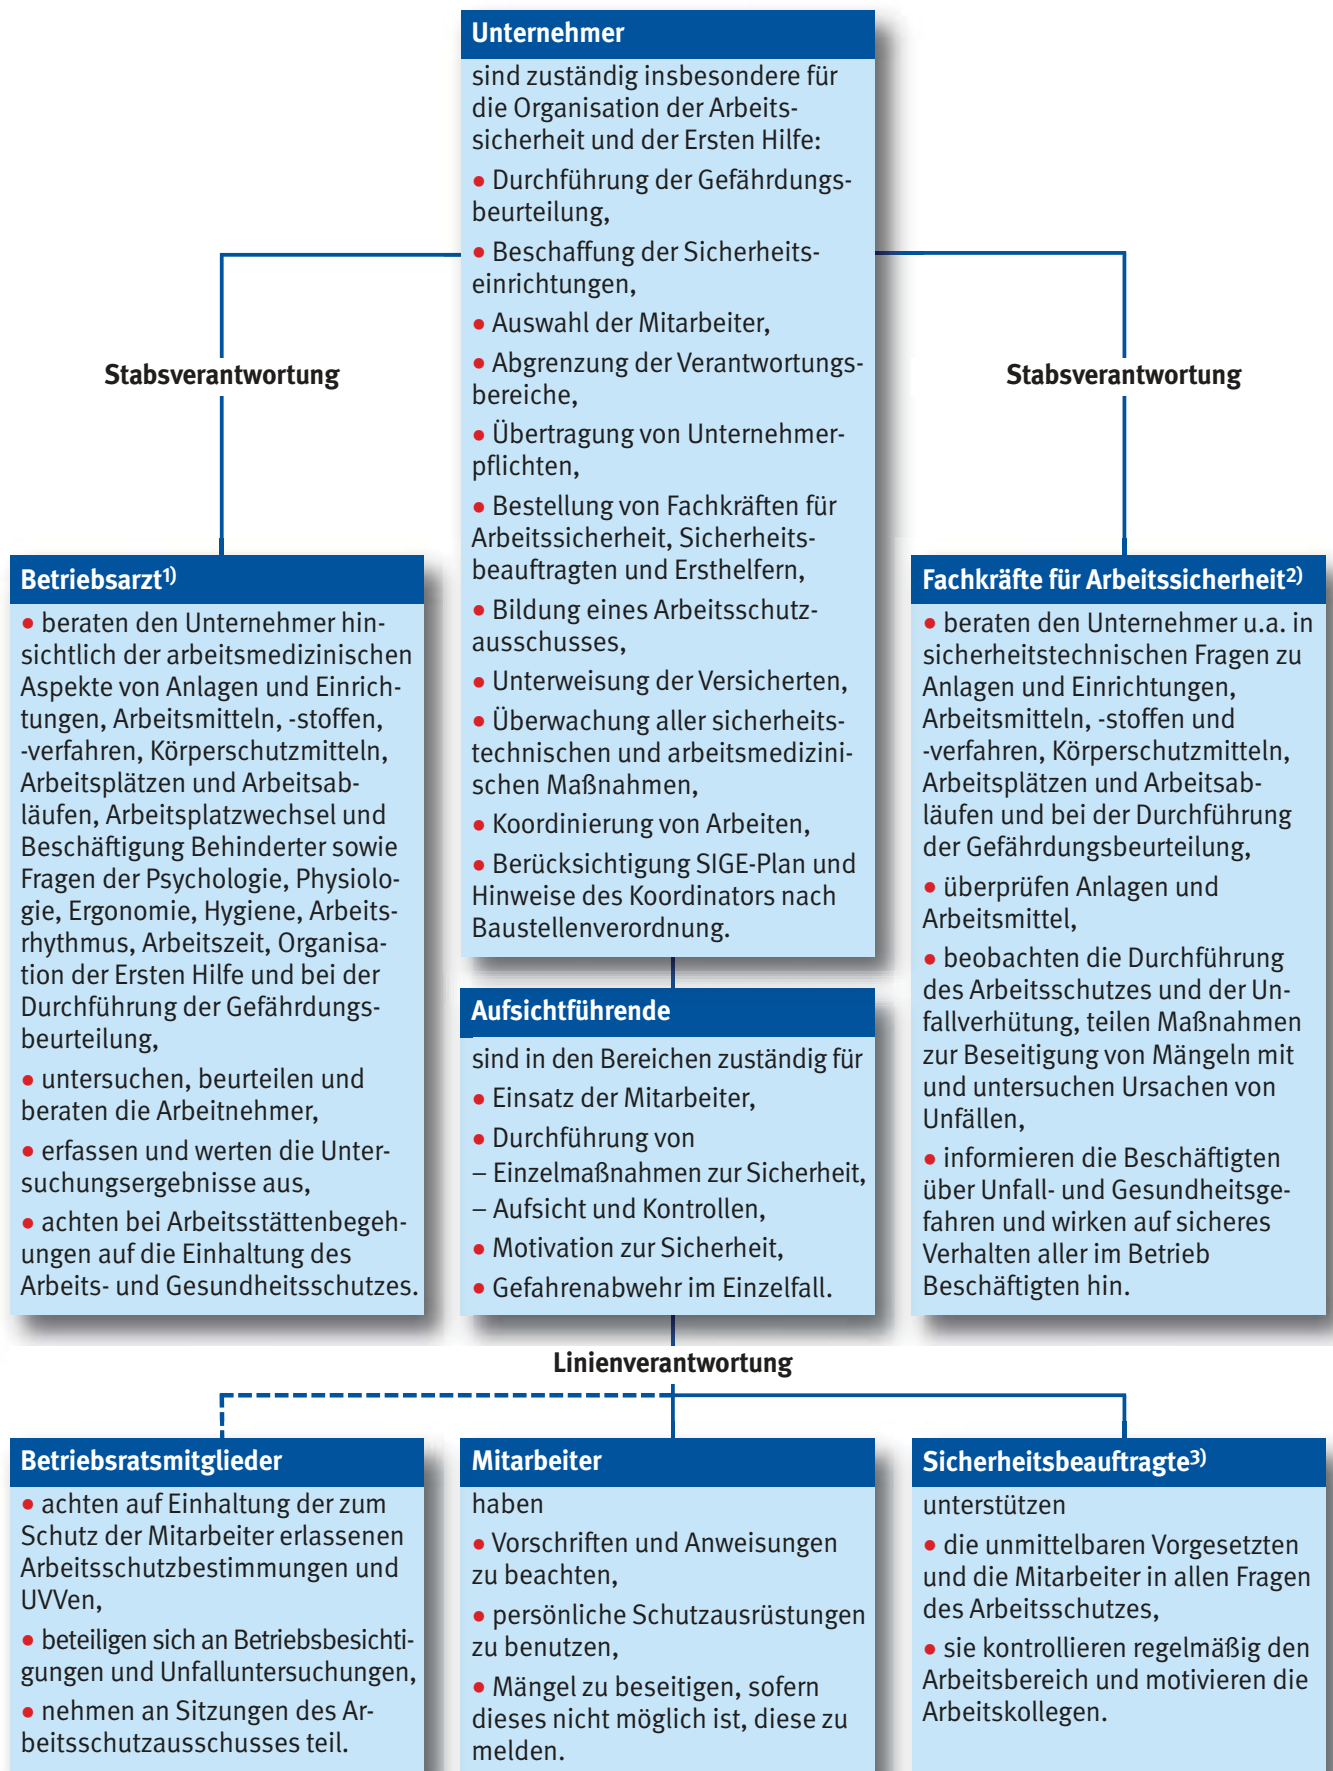 Unternehmer
sind zuständig insbesondere für
die Organisation der Arbeits-
sicherheit und der Ersten Hilfe:
• Durchführung der Gefährdungs-
beurteilung,
• Beschaffung der Sicherheits-
einrichtungen,
• Auswahl der Mitarbeiter,
• Abgrenzung der Verantwortungs-
bereiche,
• Übertragung von Unternehmer-
pflichten,
• Bestellung von Fachkräften für
Arbeitssicherheit, Sicherheits-
beauftragten und Ersthelfern,
• Bildung eines Arbeitsschutz-
ausschusses,
• Unterweisung der Versicherten,
• Überwachung aller sicherheits-
technischen und arbeitsmedizini-
schen Maßnahmen,
• Koordinierung von Arbeiten,
• Berücksichtigung SIGE-Plan und
Hinweise des Koordinators nach
Baustellenverordnung.
Stabsverantwortung
Stabsverantwortung
Betriebsarzt1)
• beraten den Unternehmer hin-
sichtlich der arbeitsmedizinischen
Aspekte von Anlagen und Einrich-
tungen, Arbeitsmitteln, -stoffen,
-verfahren, Körperschutzmitteln,
Arbeitsplätzen und Arbeitsab-
läufen, Arbeitsplatzwechsel und
Beschäftigung Behinderter sowie
Fragen der Psychologie, Physiolo-
gie, Ergonomie, Hygiene, Arbeits-
rhythmus, Arbeitszeit, Organisa-
tion der Ersten Hilfe und bei der
Durchführung der Gefährdungs-
beurteilung,
• untersuchen, beurteilen und
beraten die Arbeitnehmer,
• erfassen und werten die Unter-
suchungsergebnisse aus,
• achten bei Arbeitsstättenbegeh-
ungen auf die Einhaltung des
Arbeits- und Gesundheitsschutzes.
Fachkräfte für Arbeitssicherheit2)
• beraten den Unternehmer u.a. in
sicherheitstechnischen Fragen zu
Anlagen und Einrichtungen,
Arbeitsmitteln, -stoffen und
-verfahren, Körperschutzmitteln,
Arbeitsplätzen und Arbeitsab-
läufen und bei der Durchführung
der Gefährdungsbeurteilung,
• überprüfen Anlagen und
Arbeitsmittel,
• beobachten die Durchführung
des Arbeitsschutzes und der Un-
fallverhütung, teilen Maßnahmen
zur Beseitigung von Mängeln mit
und untersuchen Ursachen von
Unfällen,
• informieren die Beschäftigten
über Unfall- und Gesundheitsge-
fahren und wirken auf sicheres
Verhalten aller im Betrieb
Beschäftigten hin.
Aufsichtführende
sind in den Bereichen zuständig für
• Einsatz der Mitarbeiter,
• Durchführung von
– Einzelmaßnahmen zur Sicherheit,
– Aufsicht und Kontrollen,
• Motivation zur Sicherheit,
• Gefahrenabwehr im Einzelfall.
Linienverantwortung
Betriebsratsmitglieder
• achten auf Einhaltung der zum
Schutz der Mitarbeiter erlassenen
Arbeitsschutzbestimmungen und
UVVen,
• beteiligen sich an Betriebsbesichti-
gungen und Unfalluntersuchungen,
• nehmen an Sitzungen des Ar-
beitsschutzausschusses teil.
Mitarbeiter
haben
• Vorschriften und Anweisungen
zu beachten,
• persönliche Schutzausrüstungen
zu benutzen,
• Mängel zu beseitigen, sofern
dieses nicht möglich ist, diese zu
melden.
Sicherheitsbeauftragte3)
unterstützen
• die unmittelbaren Vorgesetzten
und die Mitarbeiter in allen Fragen
des Arbeitsschutzes,
• sie kontrollieren regelmäßig den
Arbeitsbereich und motivieren die
Arbeitskollegen.